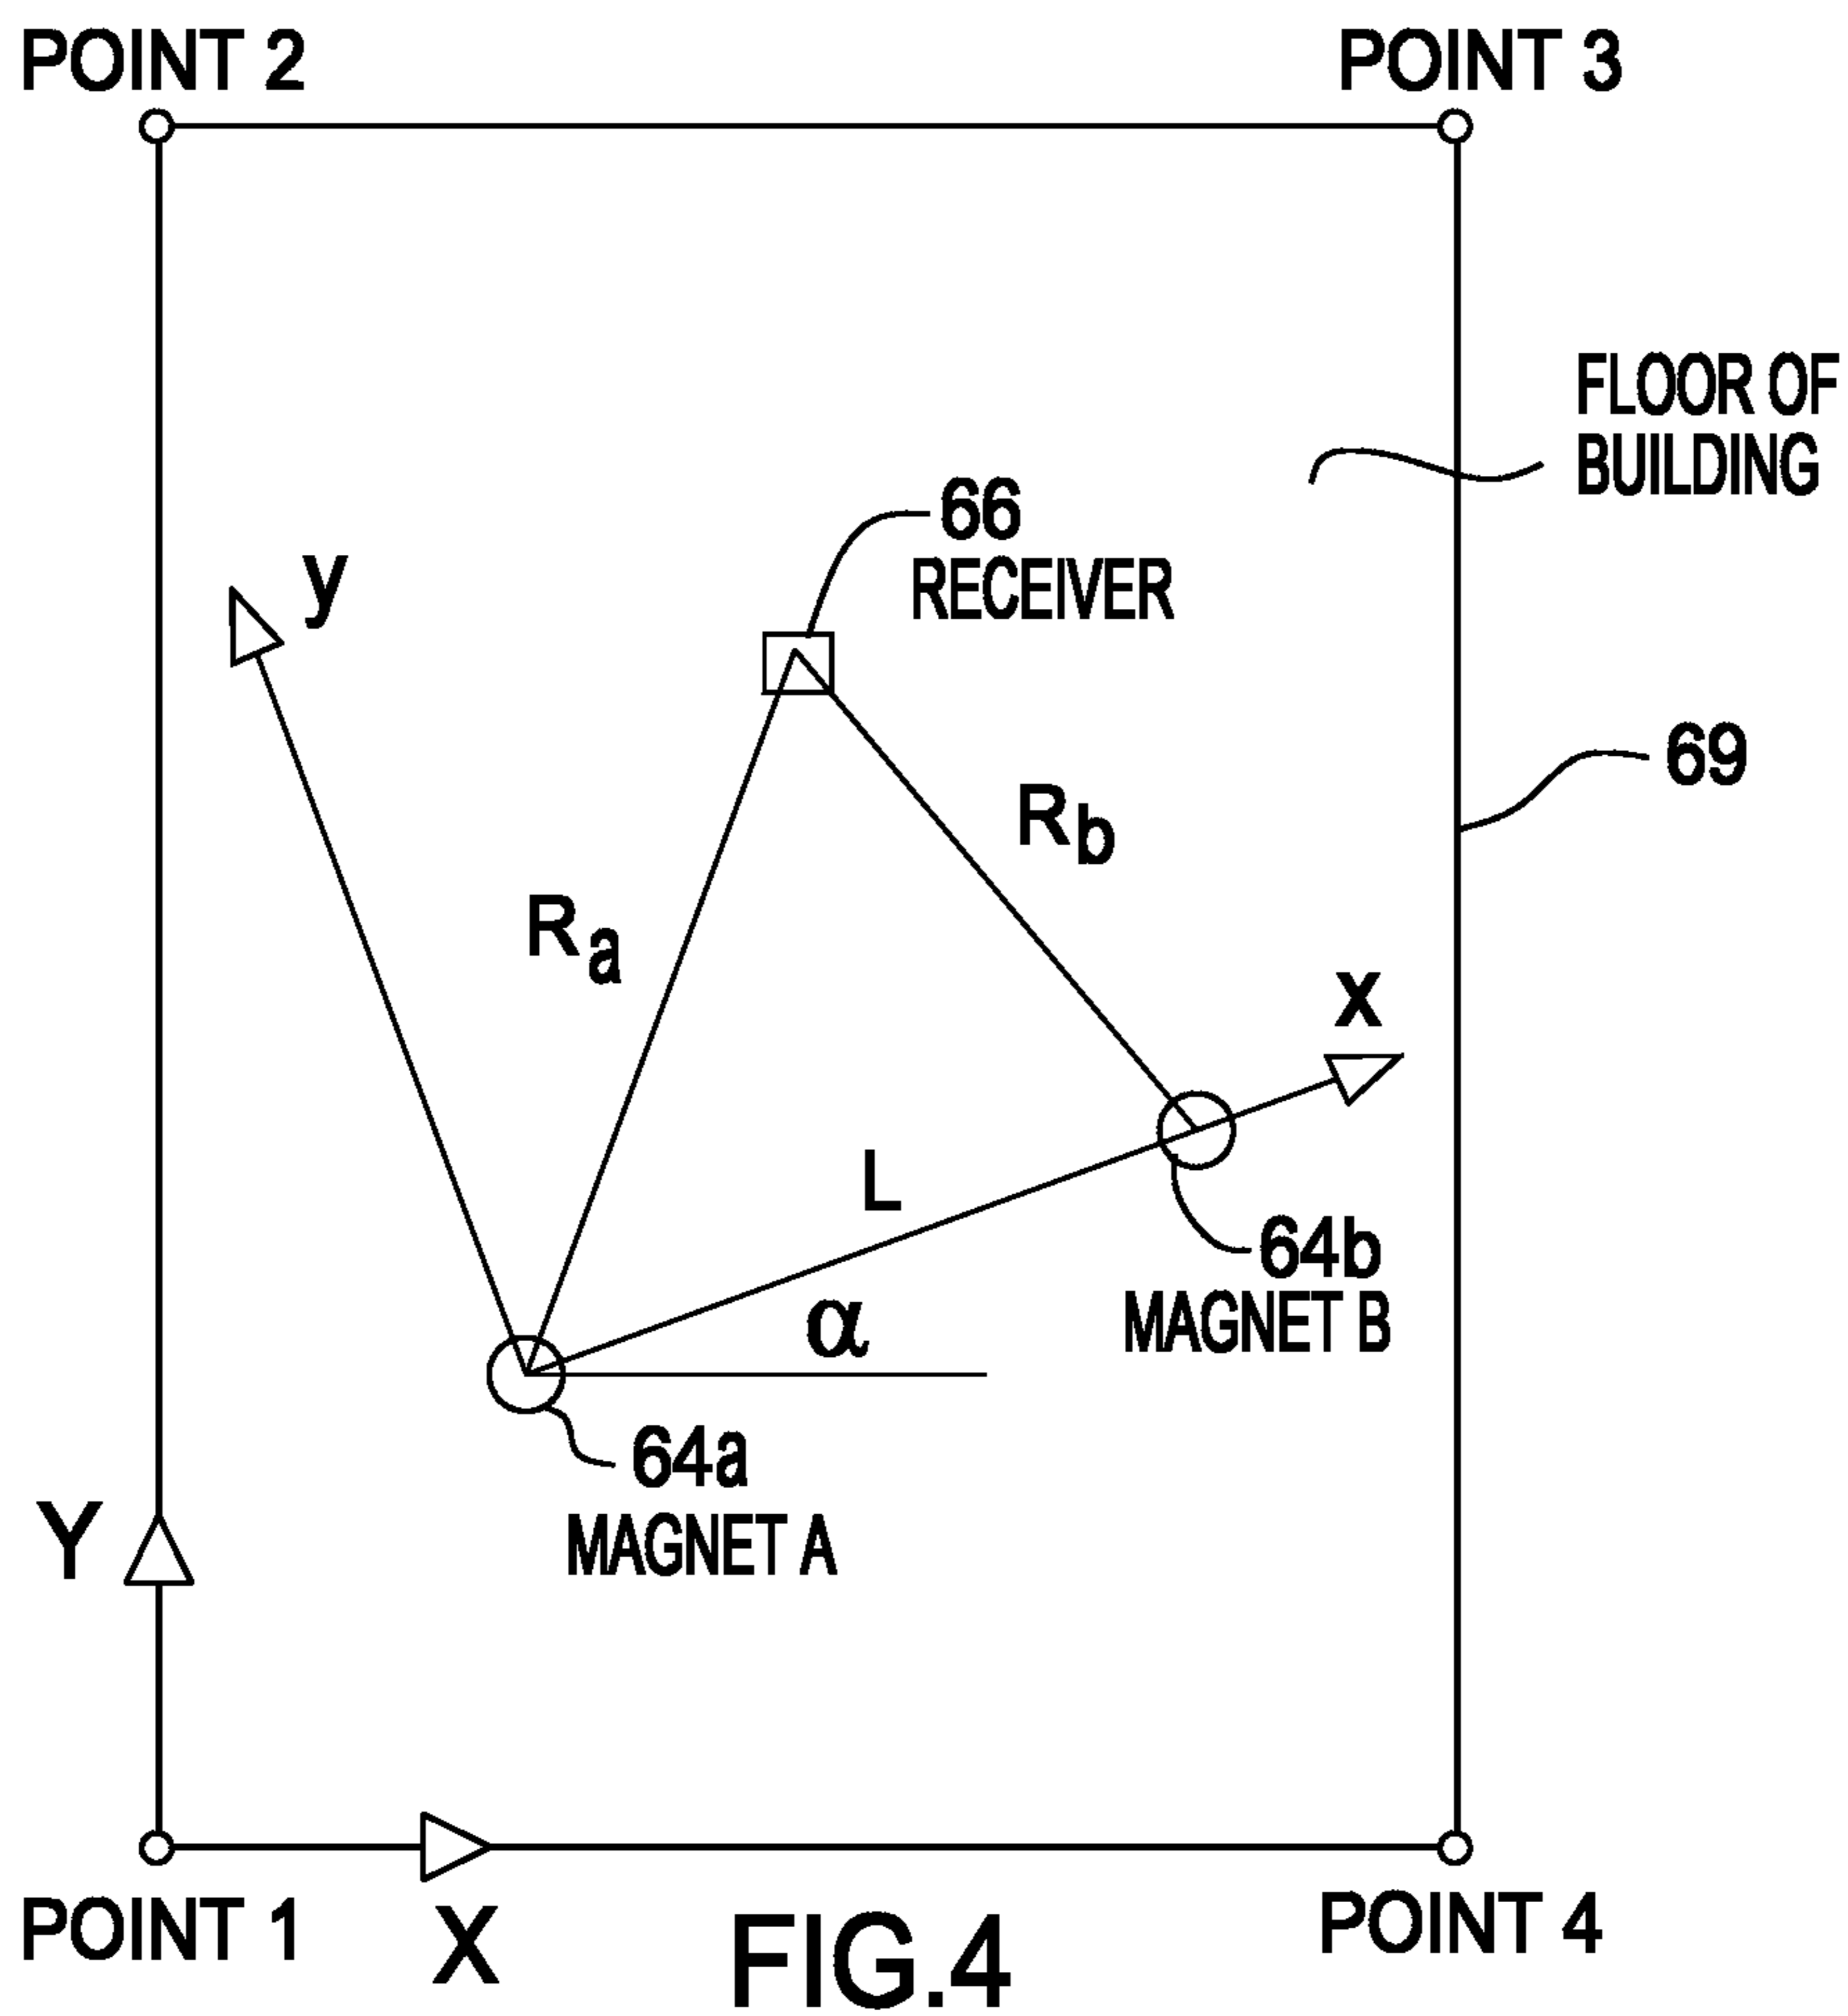 POINT 2
POINT 3
FLOOR OF
BUILDING
66
RECEIVER
y
69
Rb
Ra
x
L
64b
MAGNET B
α
64a
MAGNET A
Y
POINT 1
X
POINT 4
FIG.4